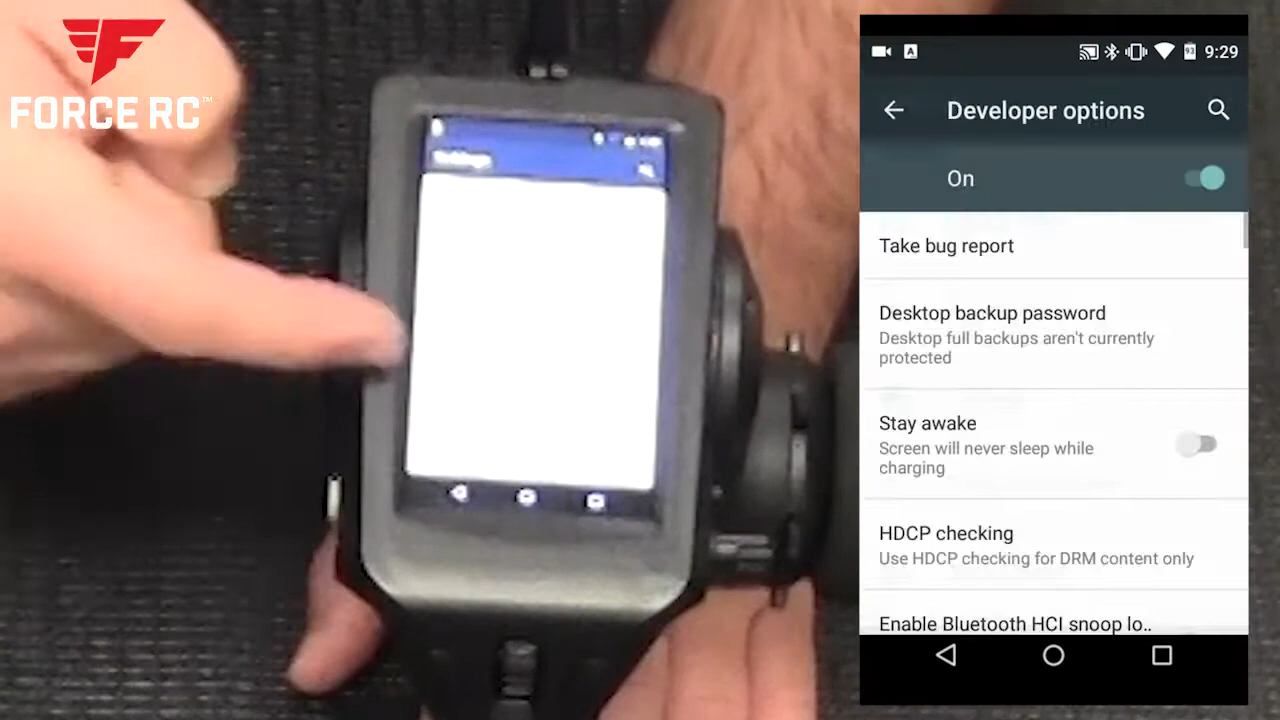 FORCE RC™
9:29
Developer options
On
Take bug report
Desktop backup password
Desktop full backups aren't currently
protected
Stay awake
Screen will never sleep while
charging
HDCP checking
Use HDCP checking for DRM content only
Enable Bluetooth HCI snoop lo..